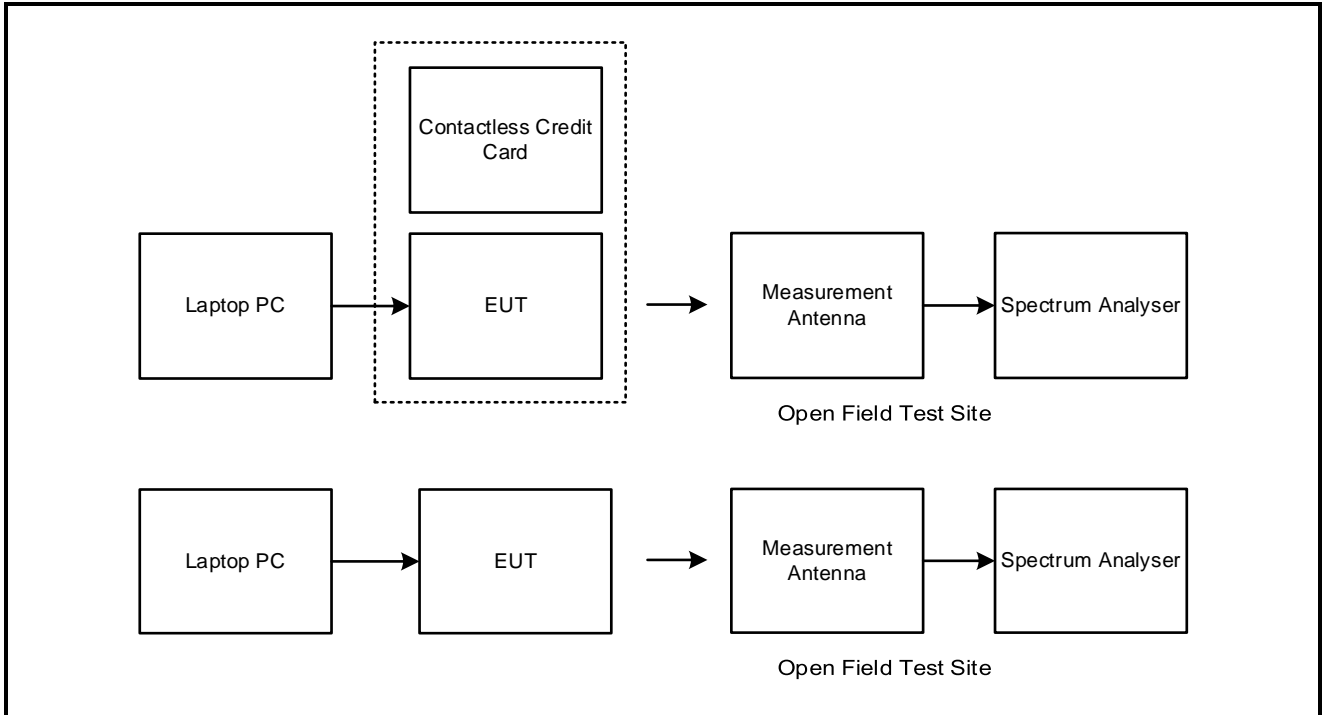 Contactless Credit
Card
Laptop PC
EUT
Measurement
Antenna
Spectrum Analyser
Open Field Test Site
Laptop PC
EUT
Measurement
Antenna
Spectrum Analyser
Open Field Test Site